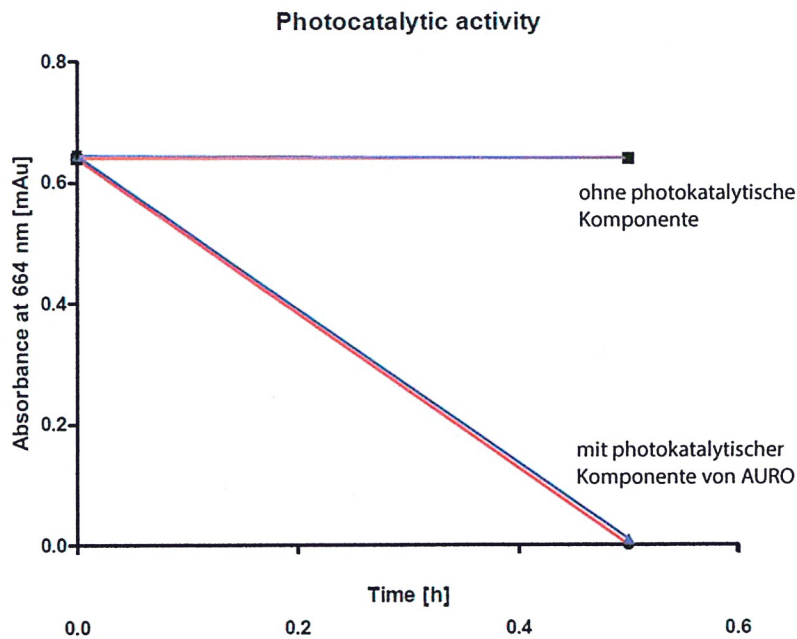 Photocatalytic activity
0.8
0.6
0.4
0.2
0.0
Absorbance at 664 nm [mAu]
ohne photokatalytische
Komponente
mit photokatalytischer
Komponente von AURO
Time [h]
0.0 0.2 0.4 0.6